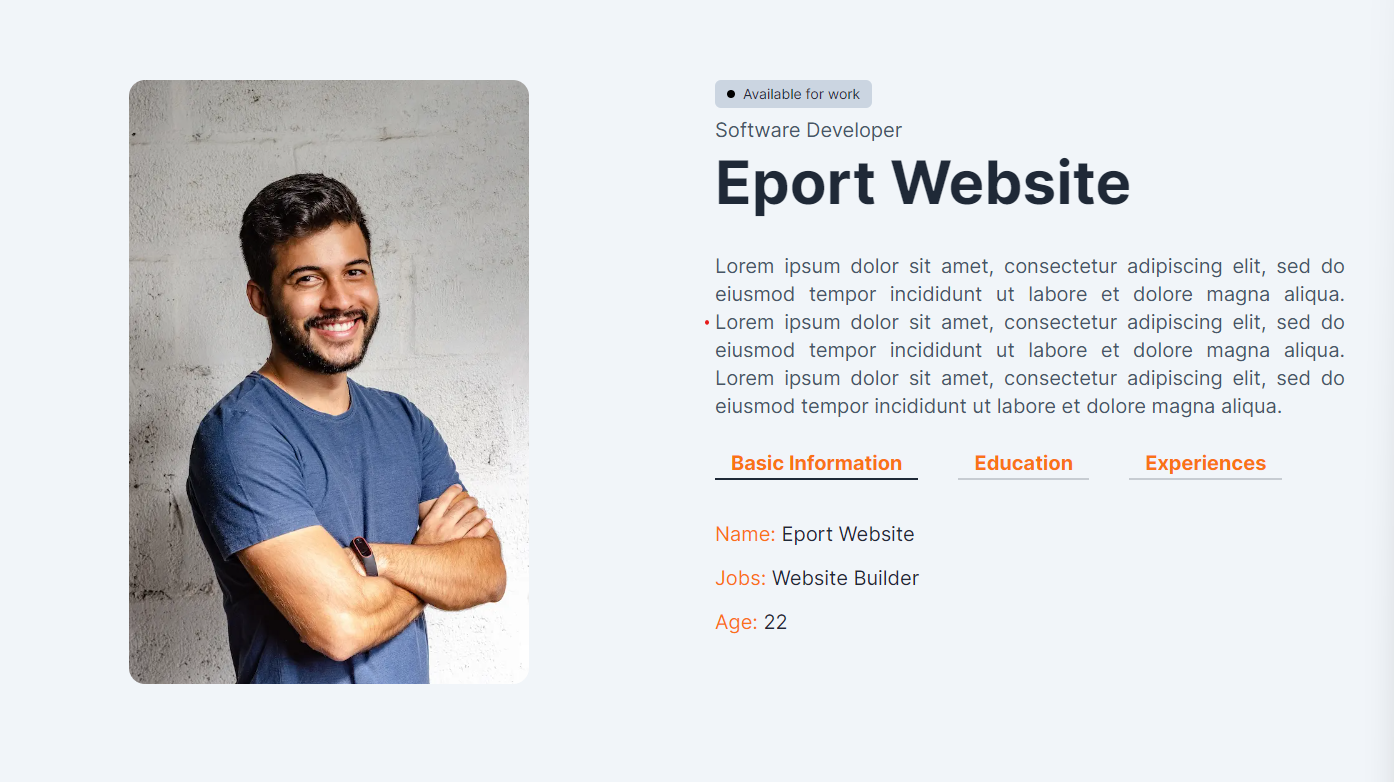 Available for work
Software Developer
Eport Website
Lorem ipsum dolor sit amet, consectetur adipiscing elit, sed do
eiusmod tempor incididunt ut labore et dolore magna aliqua.
Lorem ipsum dolor sit amet, consectetur adipiscing elit, sed do
eiusmod tempor incididunt ut labore et dolore magna aliqua.
Lorem ipsum dolor sit amet, consectetur adipiscing elit, sed do
eiusmod tempor incididunt ut labore et dolore magna aliqua.
Basic Information Education Experiences
Name: Eport Website
Jobs: Website Builder
Age: 22